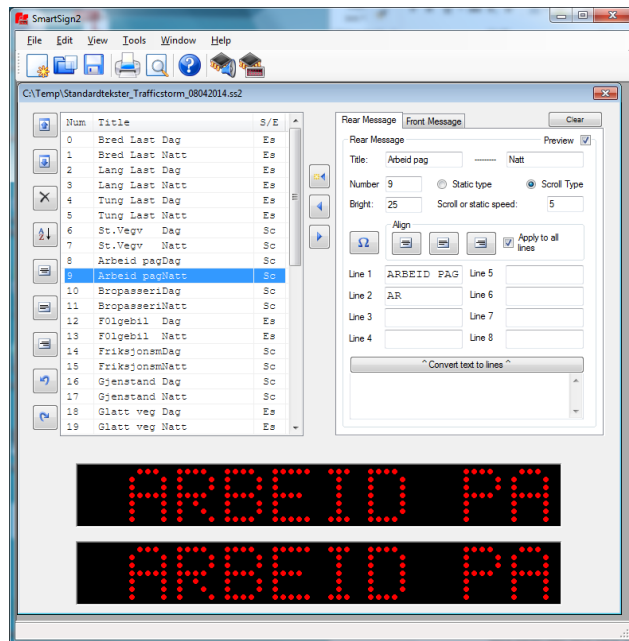 SmartSign2
File Edit View Tools Window Help
C:\Temp\Standardtekster_Trafficstorm_08042014.ss2
Num Title S/E
0 Bred Last Dag Es
1 Bred Last Natt Es
2 Lang Last Dag Es
3 Lang Last Natt Es
4 Tung Last Dag Es
5 Tung Last Natt Es
6 St.Vegv Dag Sc
7 St.Vegv Natt Sc
8 Arbeid pagDag Sc
9 Arbeid pagNatt Sc
10 BropasseriDag Sc
11 BropasseriNatt Sc
12 FOlgebil Dag Es
13 FOlgebil Natt Es
14 FriksjonsmDag Sc
15 FriksjonsmNatt Sc
16 Gjenstand Dag Sc
17 Gjenstand Natt Sc
18 Glatt veg Dag Es
19 Glatt veg Natt Es
Rear Message Front Message Clear
Rear Message Preview
Title: Arbeid pag Natt
Number 9 Static type Scroll Type
Bright: 25 Scroll or static speed: 5
Align
Ω Apply to all lines
Line 1 ARBEID PAG Line 5
Line 2 AR Line 6
Line 3 Line 7
Line 4 Line 8
^ Convert text to lines ^
ARBEID PA
ARBEID PA